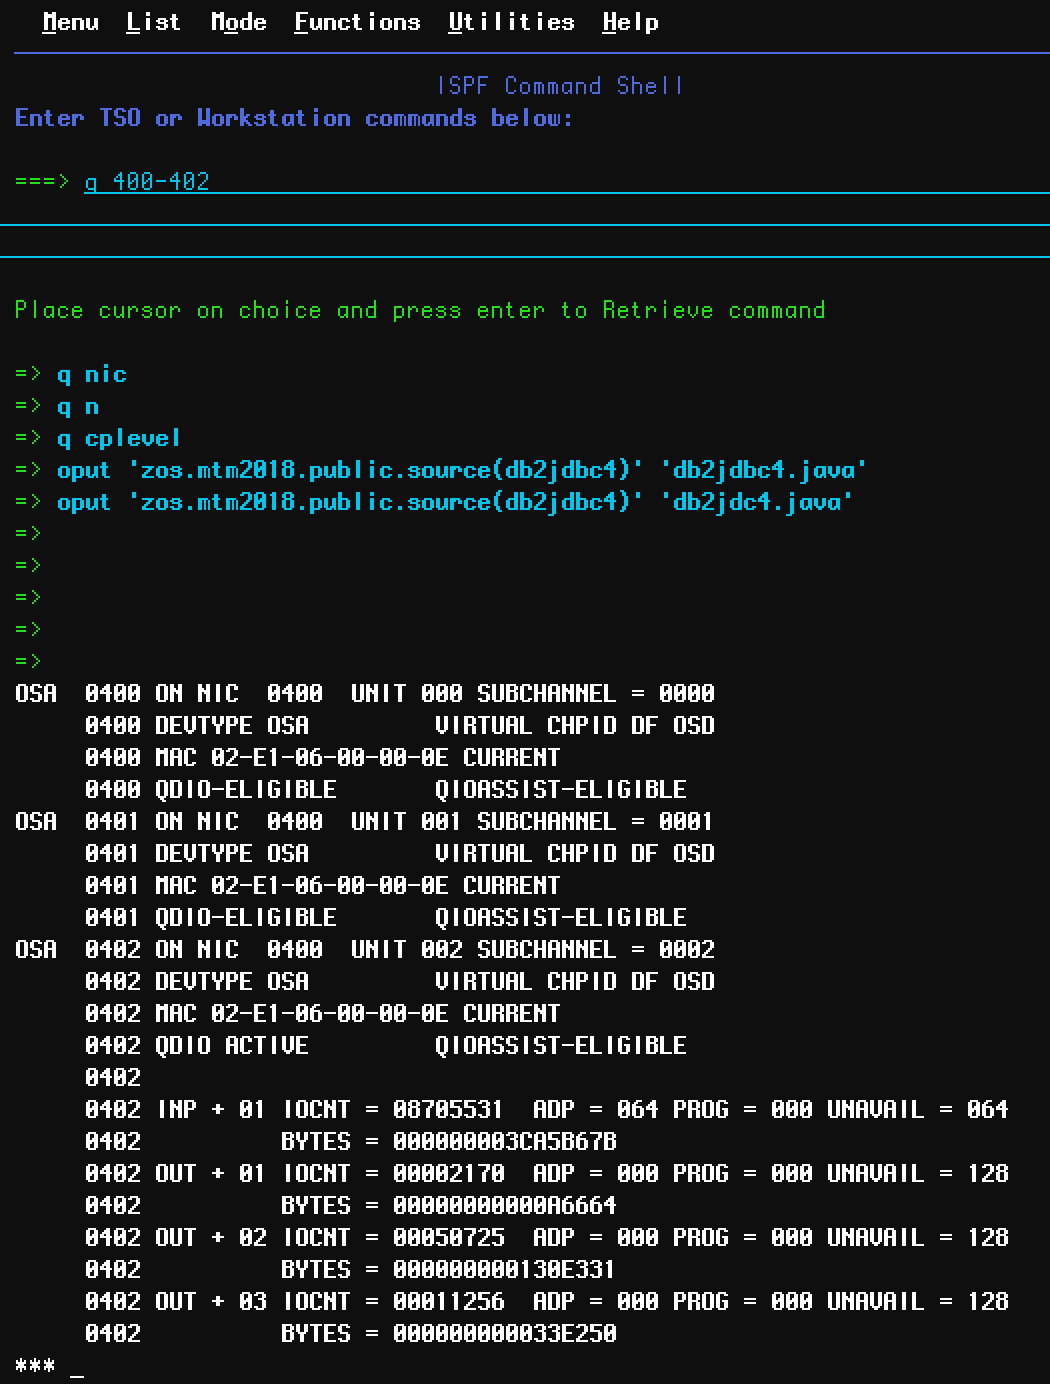 Menu  List  Mode  Functions  Utilities  Help
ISPF Command Shell
Enter TSO or Workstation commands below:
===> q 400-402
Place cursor on choice and press enter to Retrieve command
=> q nic
=> q n
=> q cplevel
=> oput 'zos.mtm2018.public.source(db2jdbc4)' 'db2jdbc4.java'
=> oput 'zos.mtm2018.public.source(db2jdbc4)' 'db2jdc4.java'
=>
=>
=>
=>
=>
OSA  0400 ON NIC  0400  UNIT 000 SUBCHANNEL = 0000
     0400 DEVTYPE OSA         VIRTUAL CHPID DF OSD
     0400 MAC 02-E1-06-00-00-0E CURRENT
     0400 QDIO-ELIGIBLE       QIOASSIST-ELIGIBLE
OSA  0401 ON NIC  0400  UNIT 001 SUBCHANNEL = 0001
     0401 DEVTYPE OSA         VIRTUAL CHPID DF OSD
     0401 MAC 02-E1-06-00-00-0E CURRENT
     0401 QDIO-ELIGIBLE       QIOASSIST-ELIGIBLE
OSA  0402 ON NIC  0400  UNIT 002 SUBCHANNEL = 0002
     0402 DEVTYPE OSA         VIRTUAL CHPID DF OSD
     0402 MAC 02-E1-06-00-00-0E CURRENT
     0402 QDIO ACTIVE         QIOASSIST-ELIGIBLE
     0402
     0402 INP + 01 IOCNT = 08705531  ADP = 064 PROG = 000 UNAVAIL = 064
     0402          BYTES = 000000003CA5B67B
     0402 OUT + 01 IOCNT = 00002170  ADP = 000 PROG = 000 UNAVAIL = 128
     0402          BYTES = 00000000000A6664
     0402 OUT + 02 IOCNT = 00050725  ADP = 000 PROG = 000 UNAVAIL = 128
     0402          BYTES = 000000000130E331
     0402 OUT + 03 IOCNT = 00011256  ADP = 000 PROG = 000 UNAVAIL = 128
     0402          BYTES = 000000000033E250
*** _